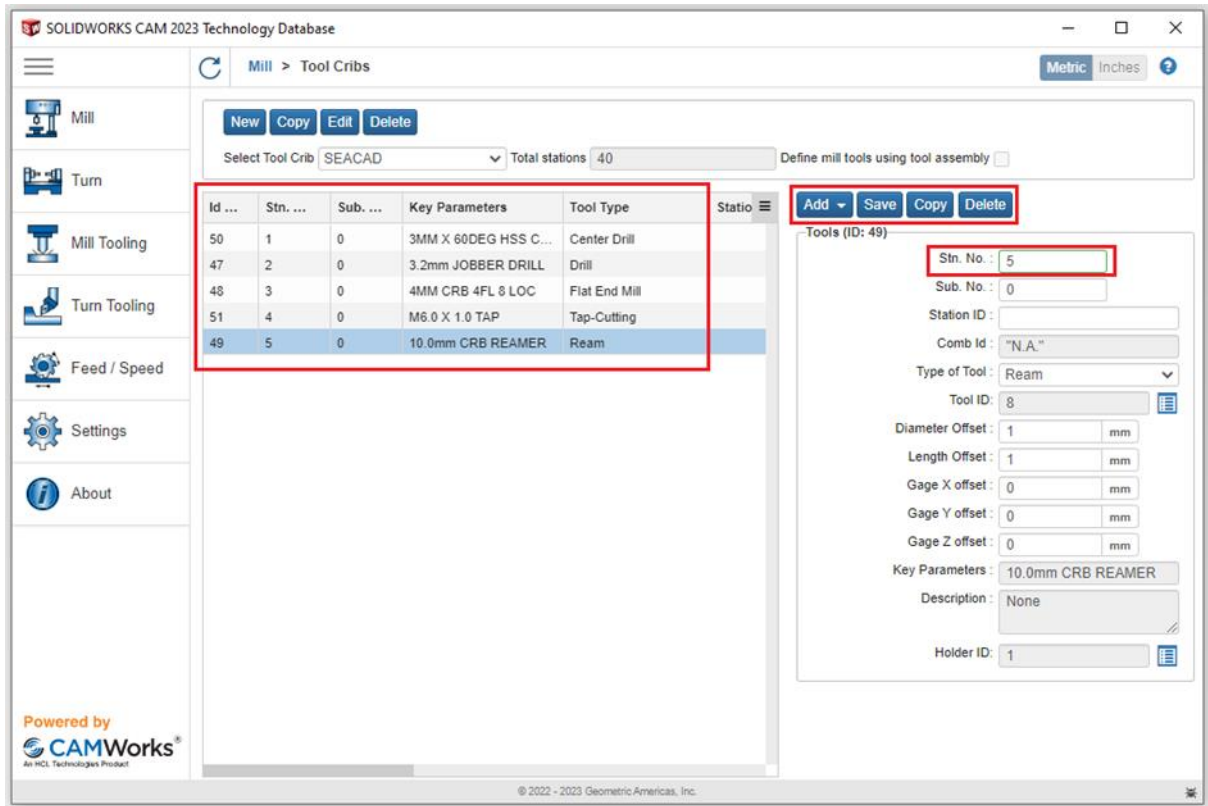 SOLIDWORKS CAM 2023 Technology Database
Mill > Tool Cribs
Metric Inches
Mill
Turn
Mill Tooling
Turn Tooling
Feed / Speed
Settings
About
Powered by
CAMWorks®
An HCL Technologies Product
New Copy Edit Delete
Select Tool Crib SEACAD Total stations 40 Define mill tools using tool assembly
Id ... Stn. ... Sub. ... Key Parameters Tool Type Statio
50 1 0 3MM X 60DEG HSS C... Center Drill
47 2 0 3.2mm JOBBER DRILL Drill
48 3 0 4MM CRB 4FL 8 LOC Flat End Mill
51 4 0 M6.0 X 1.0 TAP Tap-Cutting
49 5 0 10.0mm CRB REAMER Ream
Add Save Copy Delete
Tools (ID: 49)
Stn. No. : 5
Sub. No. : 0
Station ID :
Comb Id : "N.A."
Type of Tool : Ream
Tool ID: 8
Diameter Offset : 1 mm
Length Offset : 1 mm
Gage X offset : 0 mm
Gage Y offset : 0 mm
Gage Z offset : 0 mm
Key Parameters : 10.0mm CRB REAMER
Description : None
Holder ID: 1
© 2022 - 2023 Geometric Americas, Inc.